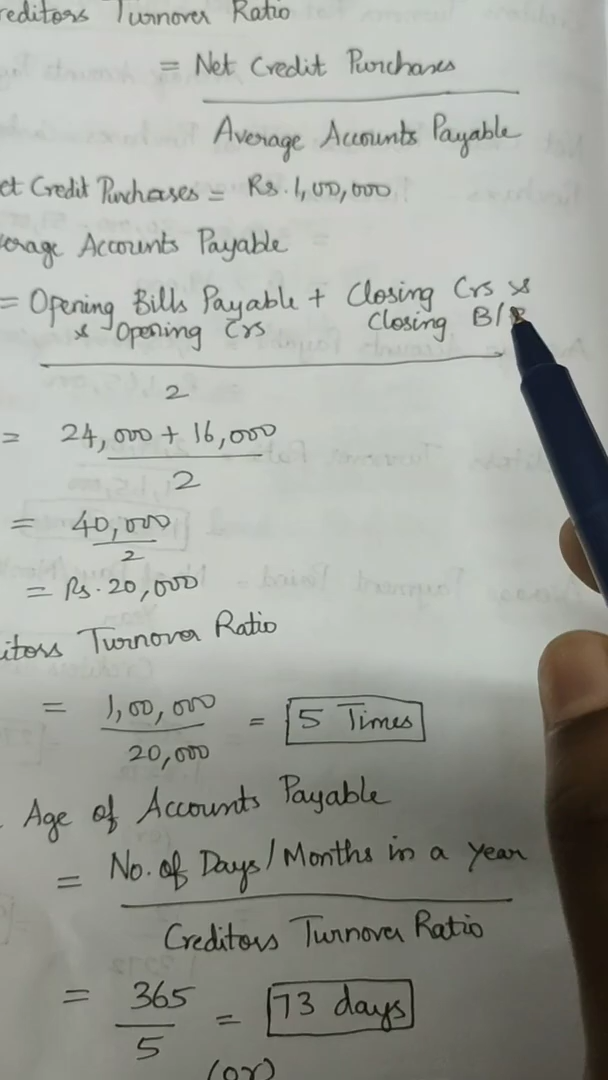 reditors Turnover Ratio
= Net Credit Purchases
Average Accounts Payable
et Credit Purchases = Rs. 1,00,000
erage Accounts Payable
= Opening Bills Payable + Closing Crs &
& Opening Crs Closing B/P
2
= 24,000 + 16,000
2
= 40,000
2
= Rs. 20,000
itors Turnover Ratio
= 1,00,000 = 5 Times
20,000
Age of Accounts Payable
= No. of Days/Months in a year
Creditors Turnover Ratio
= 365 = 73 days
5
(or)